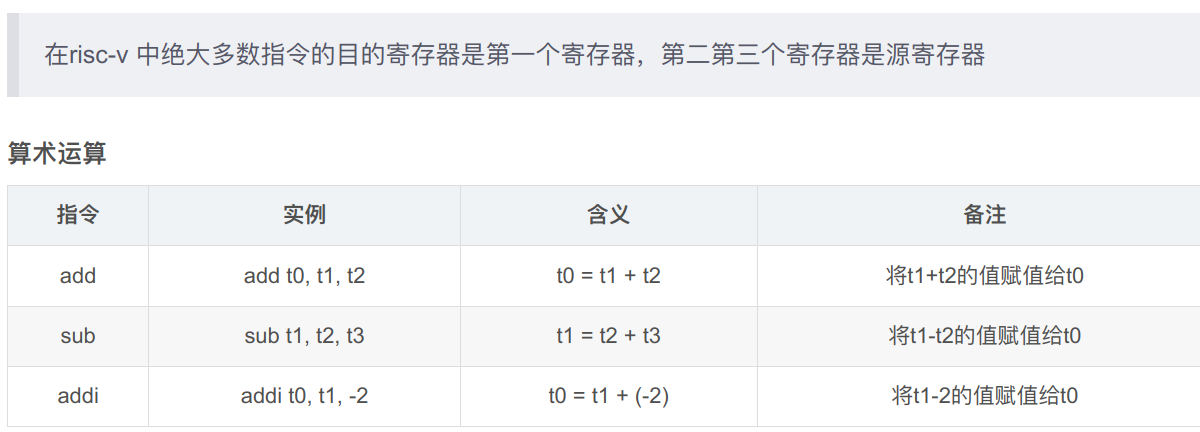 在risc-v 中绝大多数指令的目的寄存器是第一个寄存器，第二第三个寄存器是源寄存器
算术运算
指令 实例 含义 备注
add add t0, t1, t2 t0 = t1 + t2 将t1+t2的值赋值给t0
sub sub t1, t2, t3 t1 = t2 + t3 将t1-t2的值赋值给t0
addi addi t0, t1, -2 t0 = t1 + (-2) 将t1-2的值赋值给t0